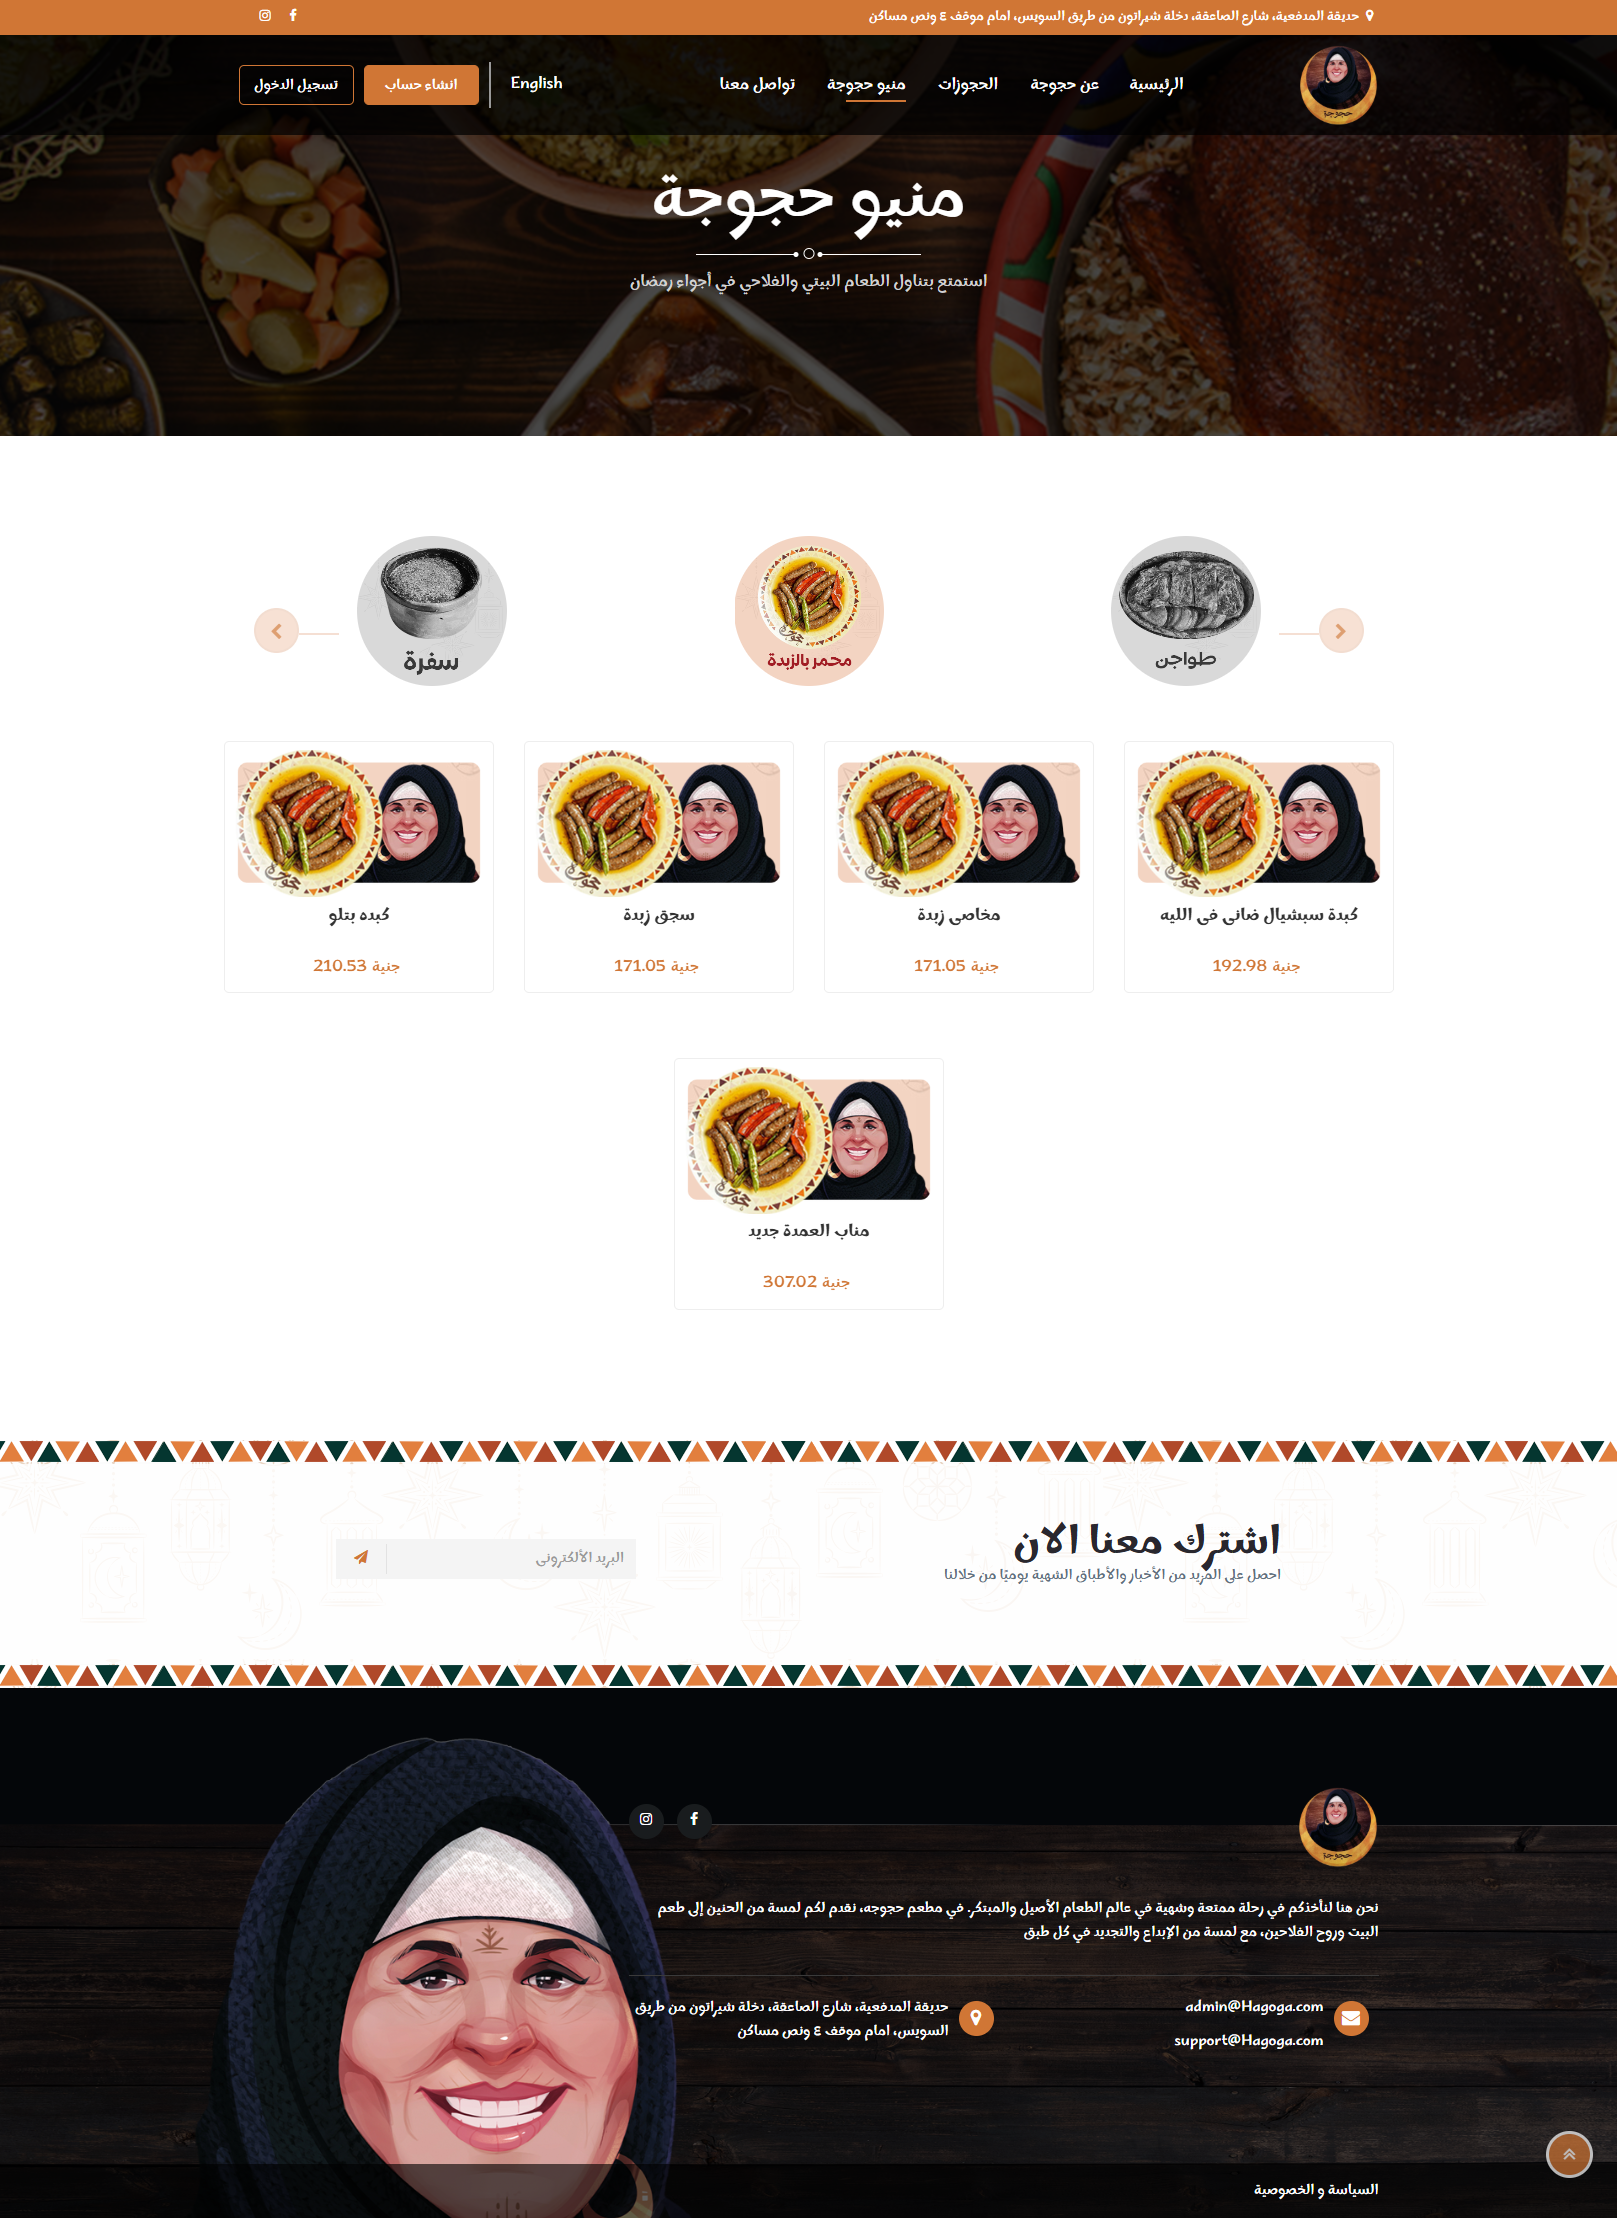 حديقة المدفعية، شارع الصاعقة، دخلة شيراتون من طريق السويس، امام موقف ٤ ونص مساكن
حجوجة
الرئيسية
عن حجوجة
الحجوزات
منيو حجوجة
تواصل معنا
English
انشاء حساب
تسجيل الدخول
منيو حجوجة
استمتع بتناول الطعام البيتي والفلاحي في أجواء رمضان
طواجن
محمر بالزبدة
سفرة
كبدة سبشيال ضانى فى الليه
جنية 192.98
مخاصى زبدة
جنية 171.05
سجق زبدة
جنية 171.05
كبده بتلو
جنية 210.53
مناب العمدة جديد
جنية 307.02
اشترك معنا الان
احصل على المزيد من الأخبار والأطباق الشهية يوميًا من خلالنا
البريد الألكترونى
حجوجة
نحن هنا لنأخذكم في رحلة ممتعة وشهية في عالم الطعام الأصيل والمبتكر. في مطعم حجوجه، نقدم لكم لمسة من الحنين إلى طعم
البيت وروح الفلاحين، مع لمسة من الإبداع والتجديد في كل طبق
admin@Hagoga.com
support@Hagoga.com
حديقة المدفعية، شارع الصاعقة، دخلة شيراتون من طريق
السويس، امام موقف ٤ ونص مساكن
السياسة و الخصوصية